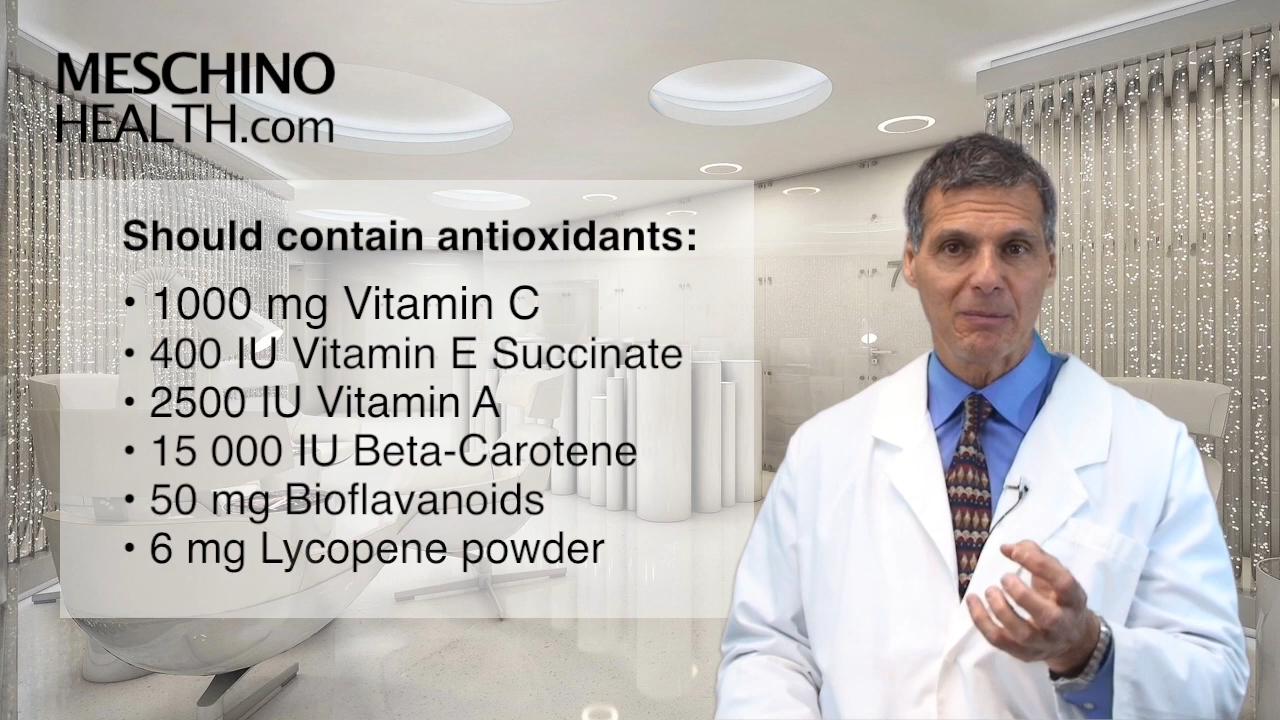 MESCHINO
HEALTH.com
Should contain antioxidants:
• 1000 mg Vitamin C
• 400 IU Vitamin E Succinate
• 2500 IU Vitamin A
• 15 000 IU Beta-Carotene
• 50 mg Bioflavanoids
• 6 mg Lycopene powder
7